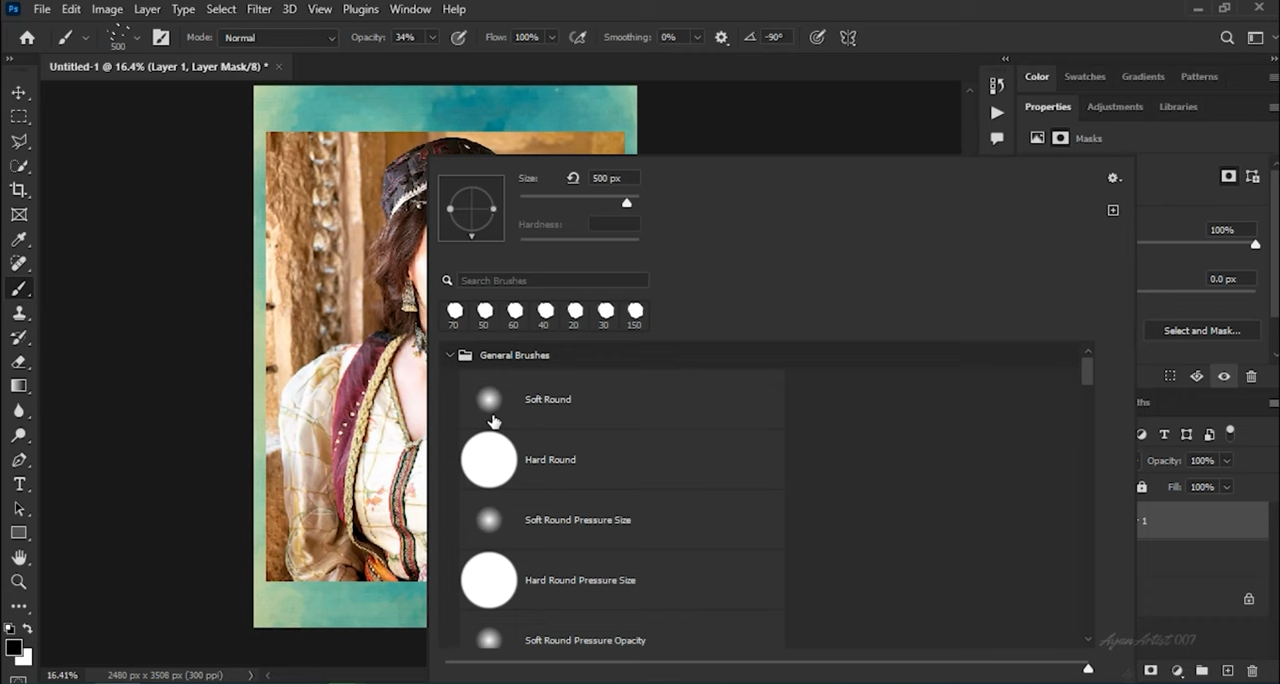 Ps File Edit Image Layer Type Select Filter 3D View Plugins Window Help
500 Mode: Normal Opacity: 34% Flow: 100% Smoothing: 0% -90°
Untitled-1 @ 16.4% (Layer 1, Layer Mask/8) * ×
Color Swatches Gradients Patterns
Properties Adjustments Libraries
Masks
Size: 500 px
Hardness:
100%
0.0 px
Search Brushes
70 50 60 40 20 30 150
Select and Mask...
General Brushes
Soft Round
ths
Hard Round
Opacity: 100%
Fill: 100%
Soft Round Pressure Size
1
Hard Round Pressure Size
Soft Round Pressure Opacity
AyanArtist 007
16.41% 2480 px x 3508 px (300 ppi)